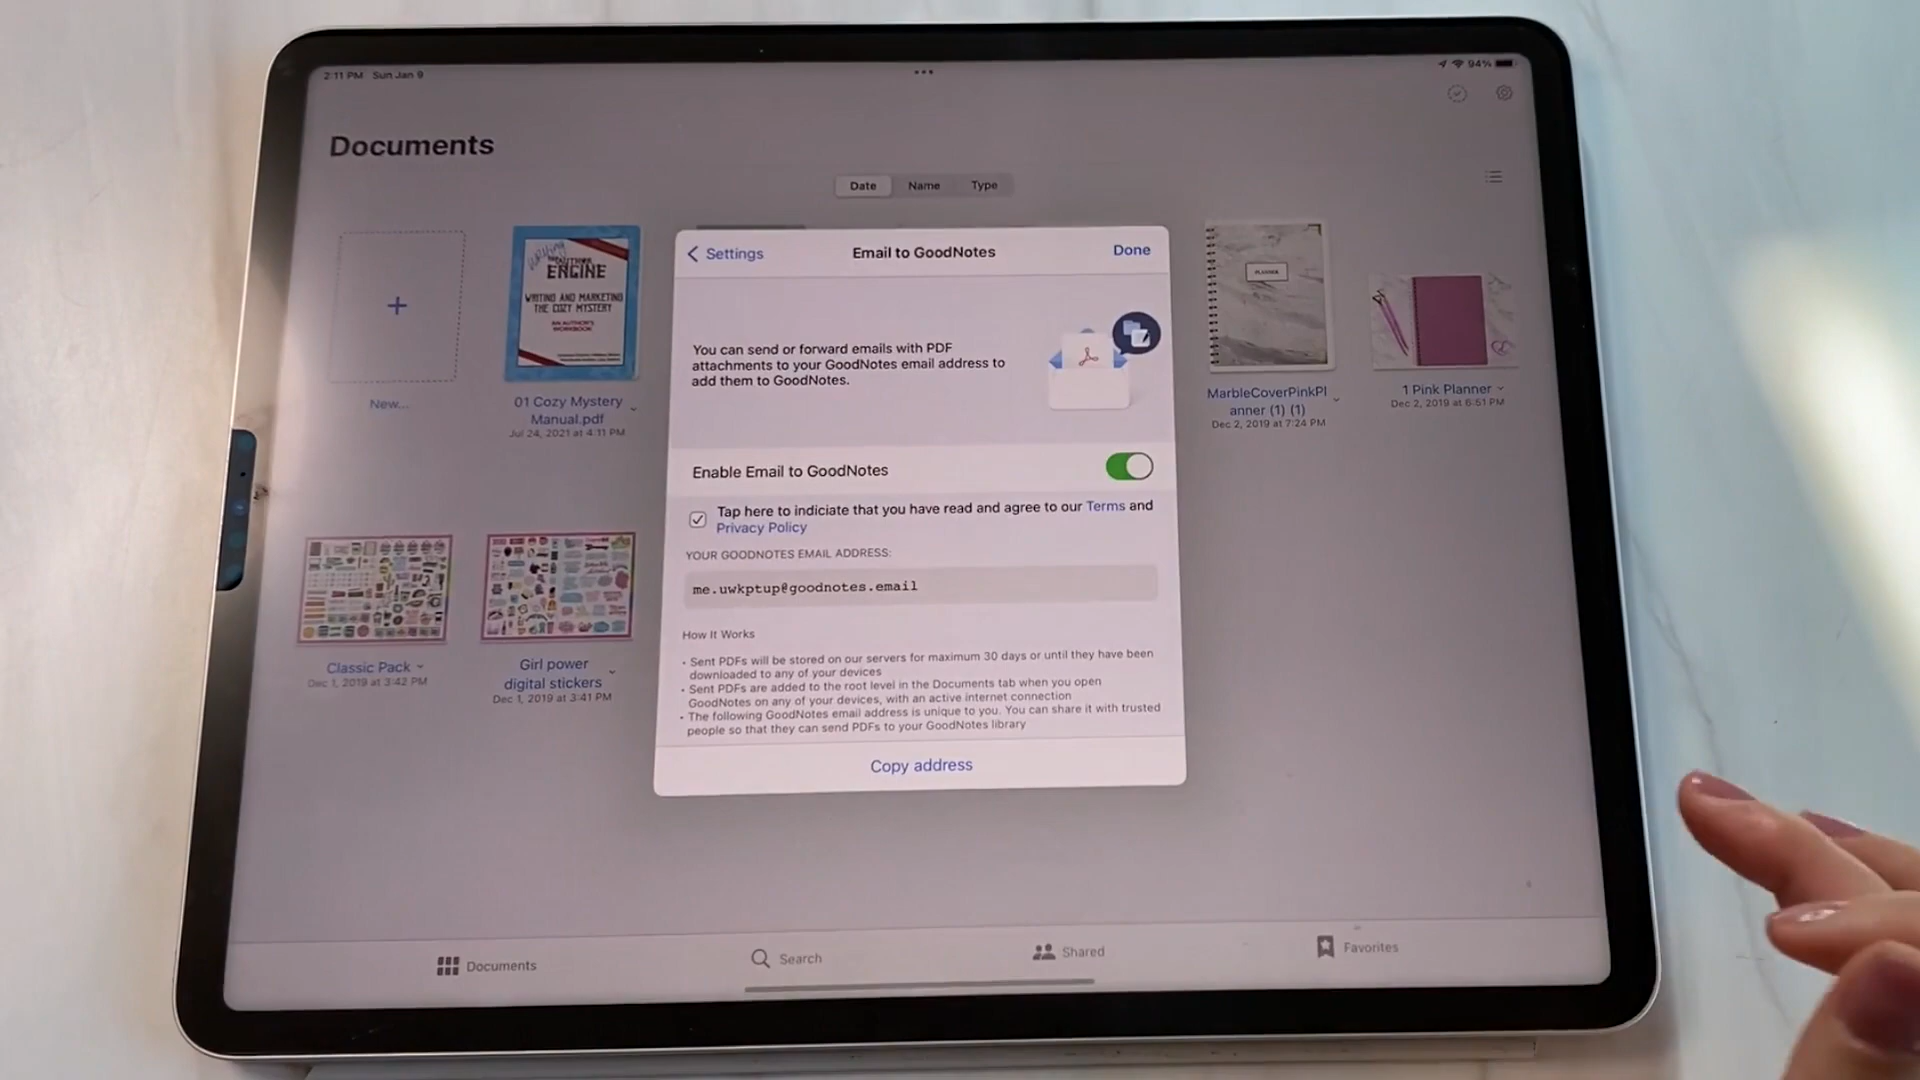 2:11 PM Sun Jan 9
94%
Documents
Date Name Type
Settings
Email to GoodNotes
Done
You can send or forward emails with PDF
attachments to your GoodNotes email address to
add them to GoodNotes.
Enable Email to GoodNotes
Tap here to indiciate that you have read and agree to our Terms and
Privacy Policy
YOUR GOODNOTES EMAIL ADDRESS:
me.uwkptup@goodnotes.email
How It Works
• Sent PDFs will be stored on our servers for maximum 30 days or until they have been
downloaded to any of your devices
• Sent PDFs are added to the root level in the Documents tab when you open
GoodNotes on any of your devices, with an active internet connection
• The following GoodNotes email address is unique to you. You can share it with trusted
people so that they can send PDFs to your GoodNotes library
Copy address
New...
ENGINE
WRITING AND MARKETING
THE COZY MYSTERY
AN AUTHOR'S
WORKBOOK
01 Cozy Mystery
Manual.pdf
Jul 24, 2021 at 4:11 PM
PLANNER
MarbleCoverPinkPl
anner (1) (1)
Dec 2, 2019 at 7:24 PM
1 Pink Planner
Dec 2, 2019 at 6:51 PM
Classic Pack
Dec 1, 2019 at 3:42 PM
Girl power
digital stickers
Dec 1, 2019 at 3:41 PM
Documents
Search
Shared
Favorites